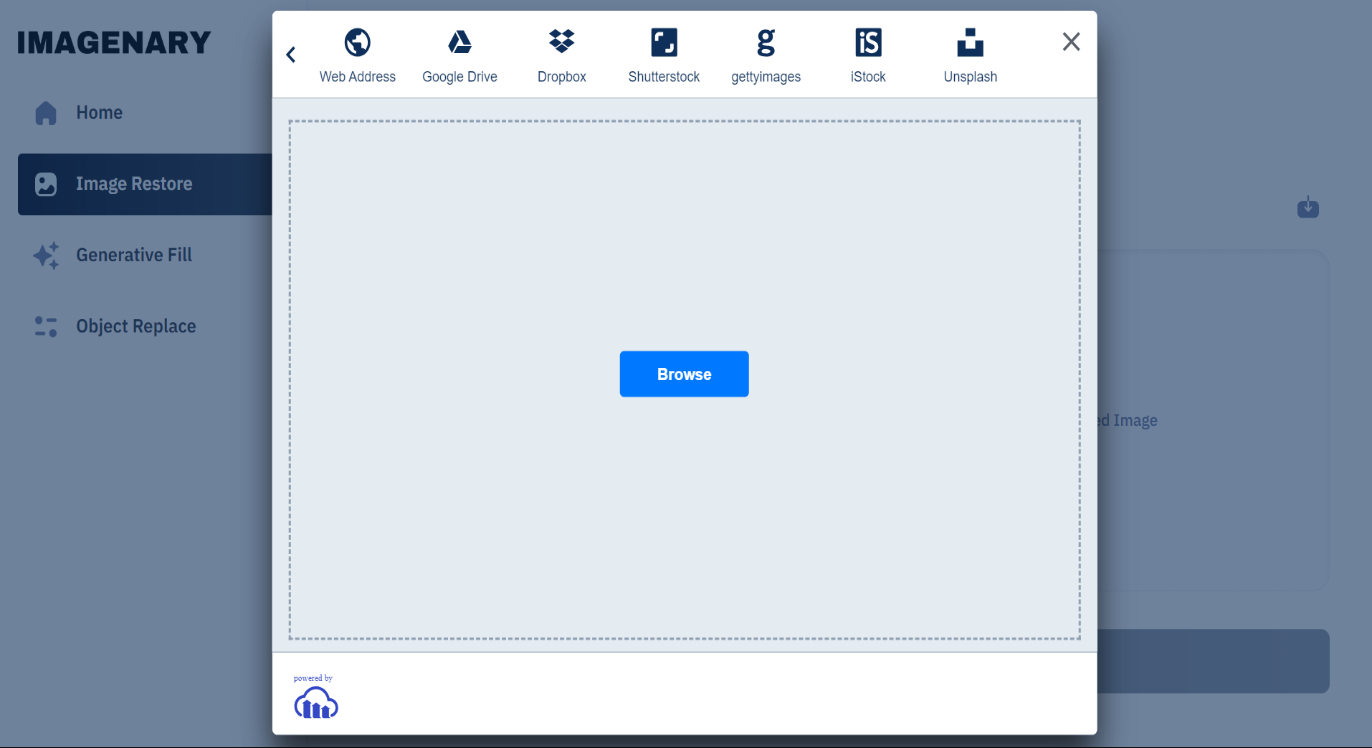 IMAGENARY
Home
Image Restore
Generative Fill
Object Replace
Web Address
Google Drive
Dropbox
Shutterstock
gettyimages
iStock
Unsplash
Browse
Image
powered by